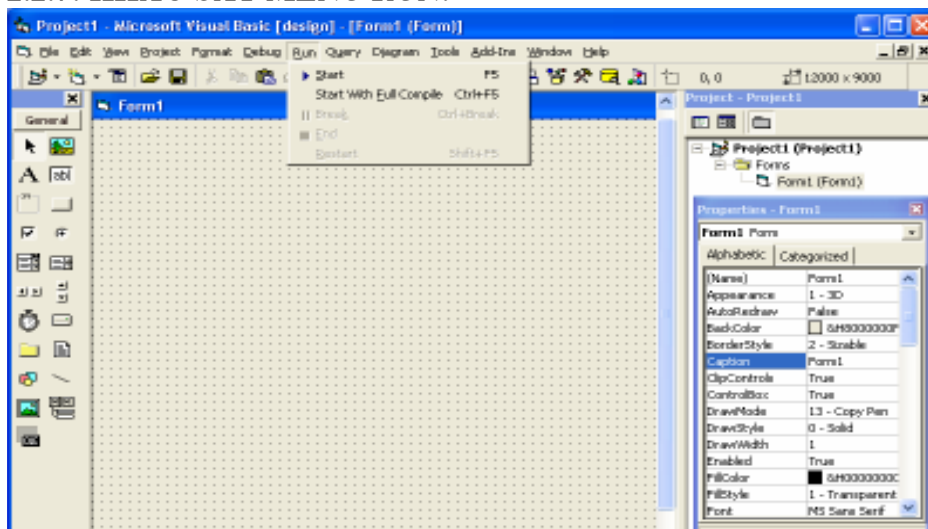 Project1 - Microsoft Visual Basic [design] - [Form1 (Form)]
File Edit View Project Format Debug Run Query Diagram Tools Add-Ins Window Help
0, 0 12000 x 9000
Start F5
Start With Full Compile Ctrl+F5
Break Ctrl+Break
End
Restart Shift+F5
General
Form1
Project - Project1
Project1 (Project1)
Forms
Form1 (Form1)
Properties - Form1
Form1 Form
Alphabetic Categorized
(Name) Form1
Appearance 1 - 3D
AutoRedraw False
BackColor &H8000000F
BorderStyle 2 - Sizable
Caption Form1
ClipControls True
ControlBox True
DrawMode 13 - Copy Pen
DrawStyle 0 - Solid
DrawWidth 1
Enabled True
FillColor &H0000000C
FillStyle 1 - Transparent
Font MS Sans Serif